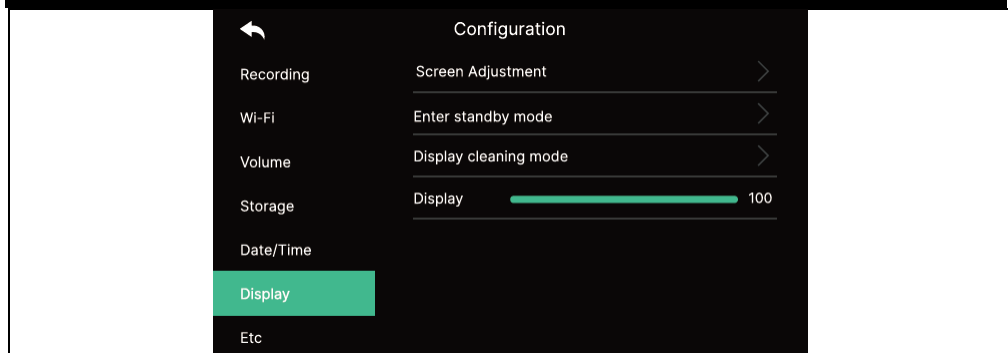 Configuration
Recording
Wi-Fi
Volume
Storage
Date/Time
Display
Etc
Screen Adjustment
Enter standby mode
Display cleaning mode
Display 100